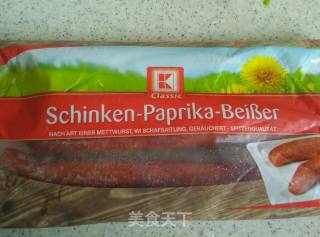 K
Classic
Schinken-Paprika-Beißer
NACH ART EINER METTWURST, IM SCHAFSAITLING, GERÄUCHERT - SPITZENQUALITÄT
美食天下